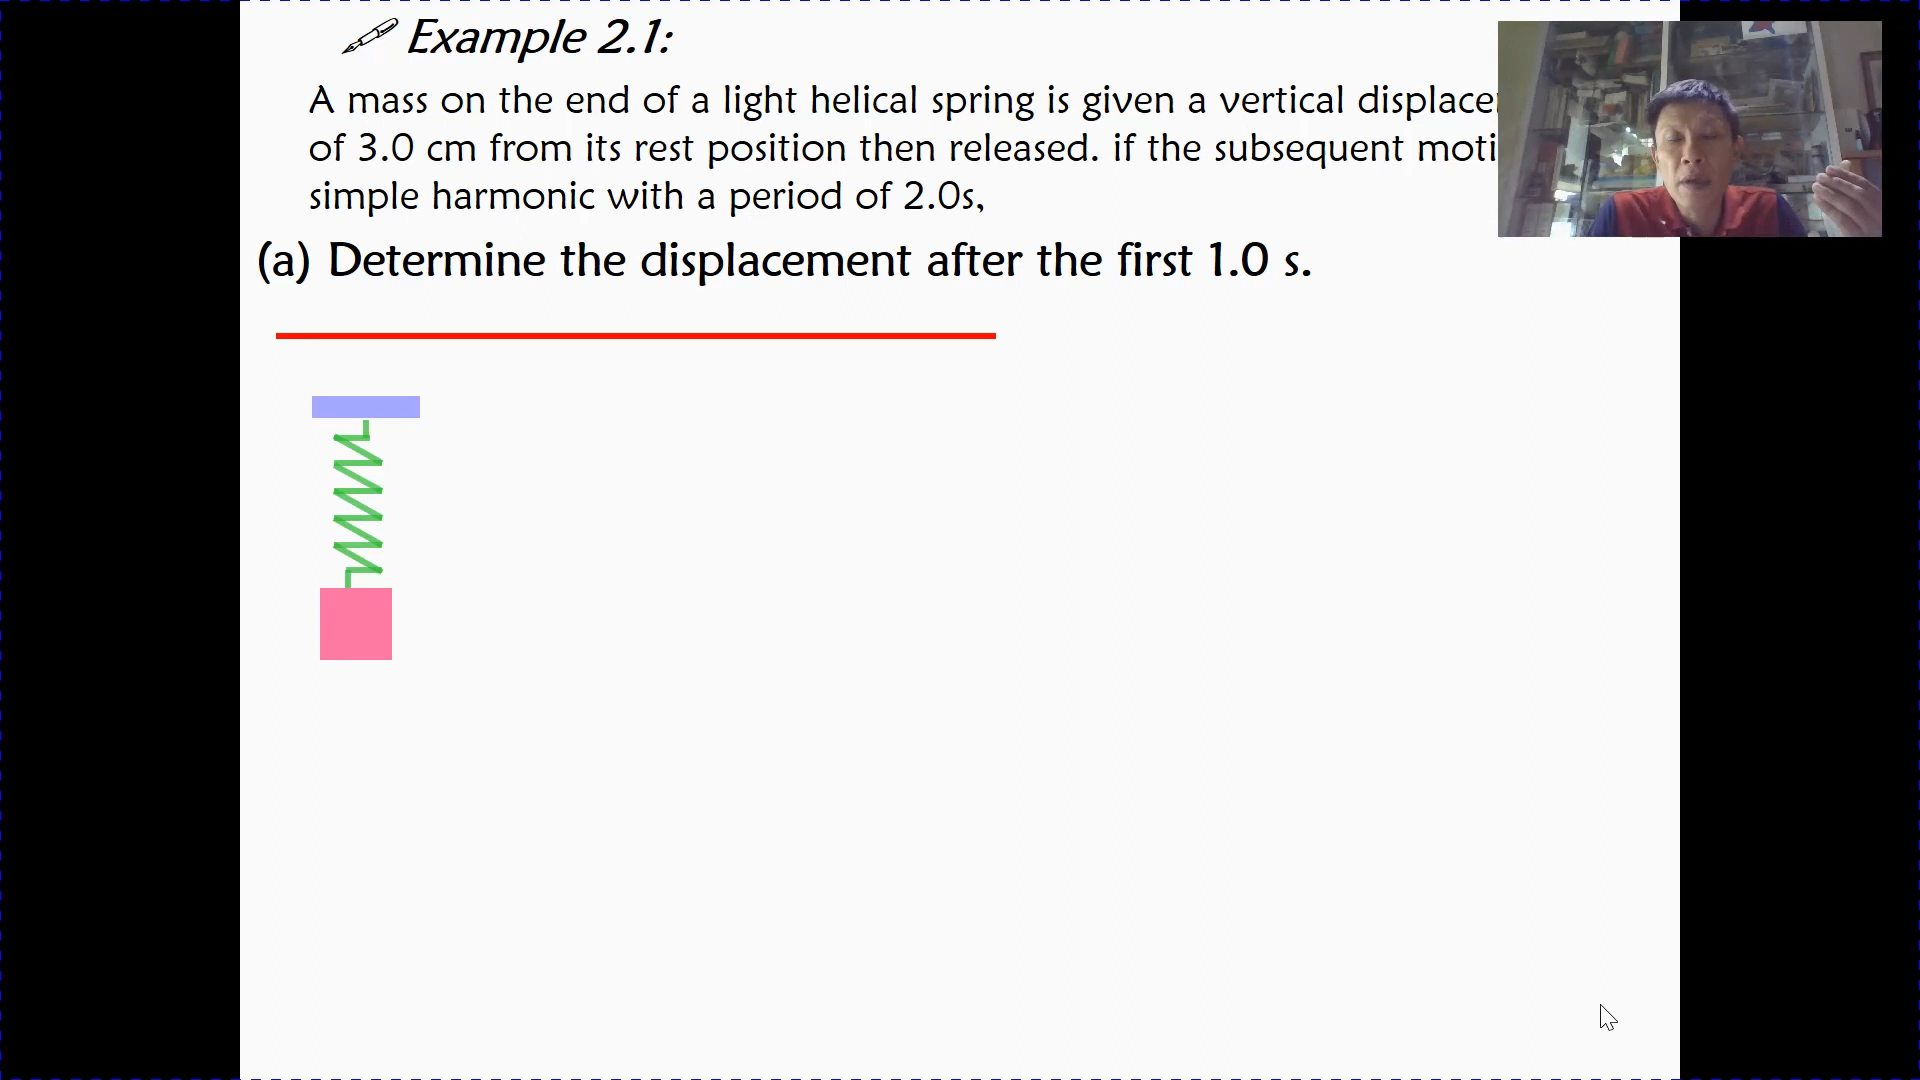 Example 2.1:
A mass on the end of a light helical spring is given a vertical
of 3.0 cm from its rest position then released. if the subsequent
simple harmonic with a period of 2.0s,
(a) Determine the displacement after the first 1.0 s.